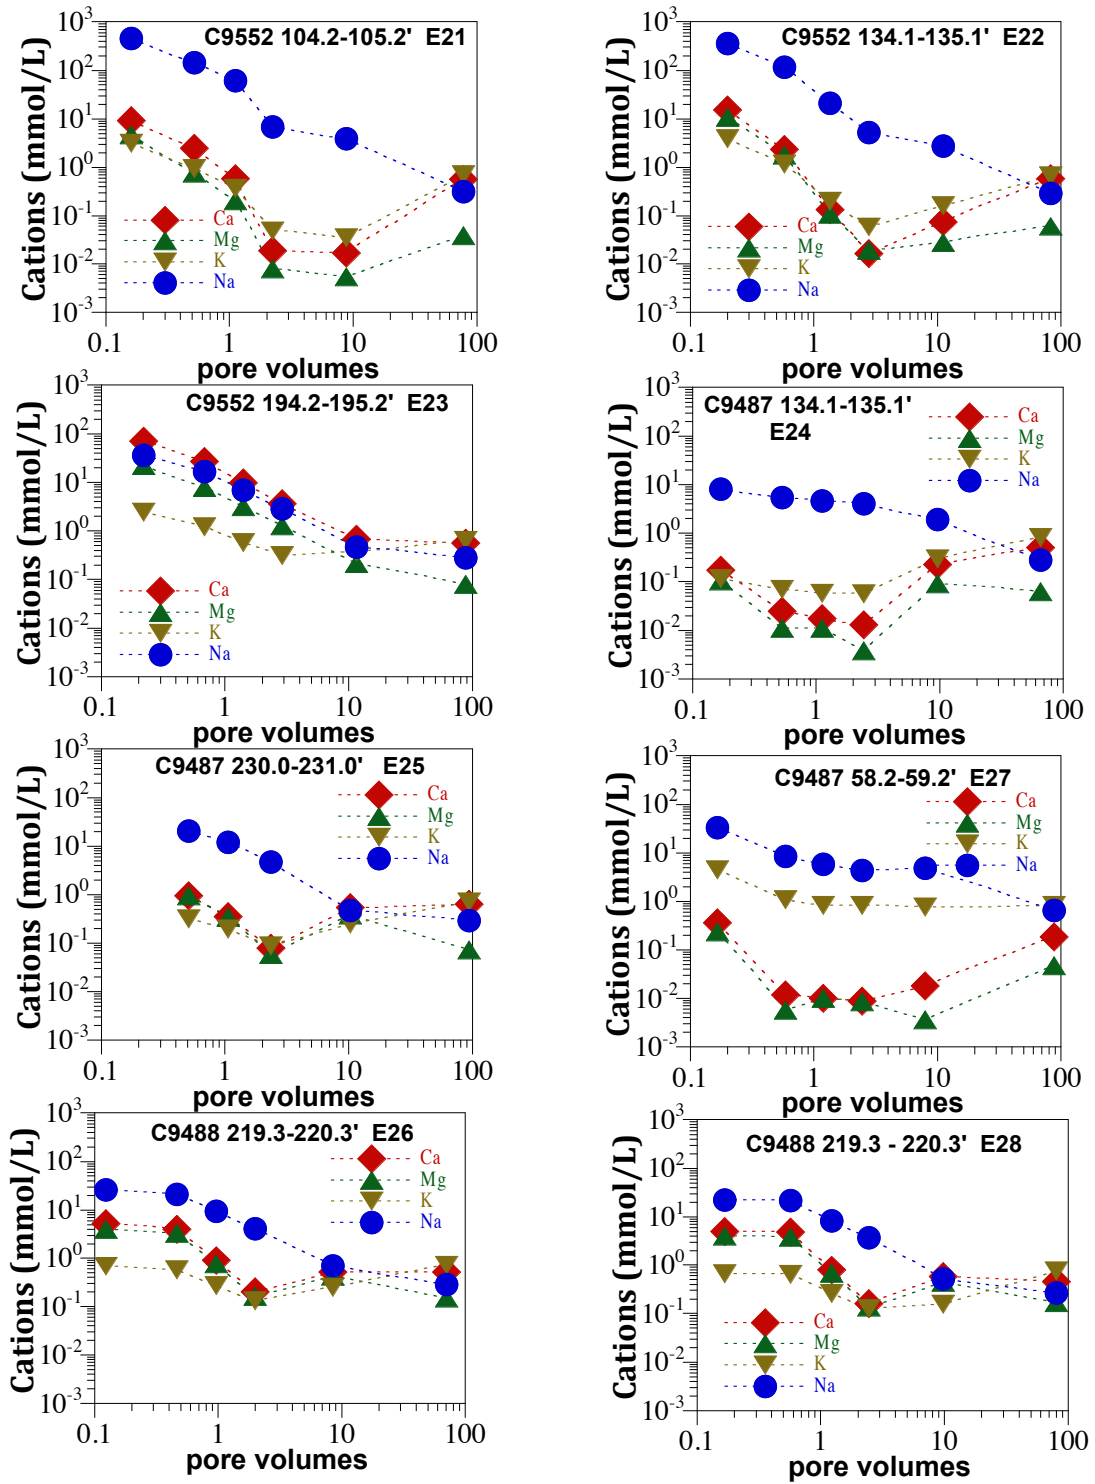 C9552 104.2-105.2' E21
Cations (mmol/L)
10³
10²
10¹
10⁰
10⁻¹
10⁻²
10⁻³
Ca
Mg
K
Na
0.1 1 10 100
pore volumes
C9552 134.1-135.1' E22
Cations (mmol/L)
10³
10²
10¹
10⁰
10⁻¹
10⁻²
10⁻³
Ca
Mg
K
Na
0.1 1 10 100
pore volumes
C9552 194.2-195.2' E23
Cations (mmol/L)
10³
10²
10¹
10⁰
10⁻¹
10⁻²
10⁻³
Ca
Mg
K
Na
0.1 1 10 100
pore volumes
C9487 134.1-135.1'
E24
Cations (mmol/L)
10³
10²
10¹
10⁰
10⁻¹
10⁻²
10⁻³
Ca
Mg
K
Na
0.1 1 10 100
pore volumes
C9487 230.0-231.0' E25
Cations (mmol/L)
10³
10²
10¹
10⁰
10⁻¹
10⁻²
10⁻³
Ca
Mg
K
Na
0.1 1 10 100
pore volumes
C9487 58.2-59.2' E27
Cations (mmol/L)
10³
10²
10¹
10⁰
10⁻¹
10⁻²
10⁻³
Ca
Mg
K
Na
0.1 1 10 100
pore volumes
C9488 219.3-220.3' E26
Cations (mmol/L)
10³
10²
10¹
10⁰
10⁻¹
10⁻²
10⁻³
Ca
Mg
K
Na
0.1 1 10 100
pore volumes
C9488 219.3 - 220.3' E28
Cations (mmol/L)
10³
10²
10¹
10⁰
10⁻¹
10⁻²
10⁻³
Ca
Mg
K
Na
0.1 1 10 100
pore volumes